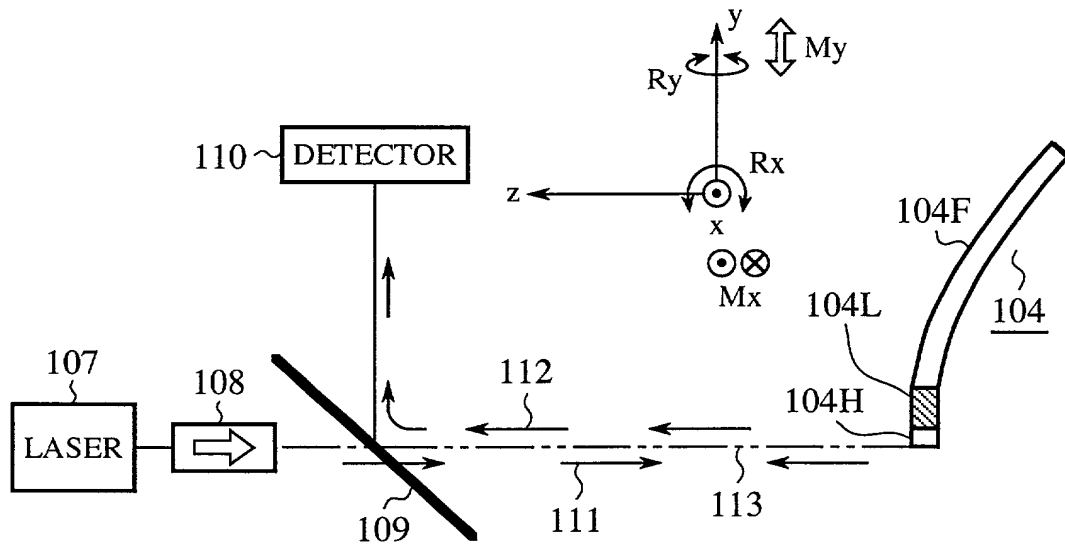 y
My
Ry
110
DETECTOR
Rx
z
x
Mx
104F
104
104L
104H
107
108
112
LASER
109
111
113